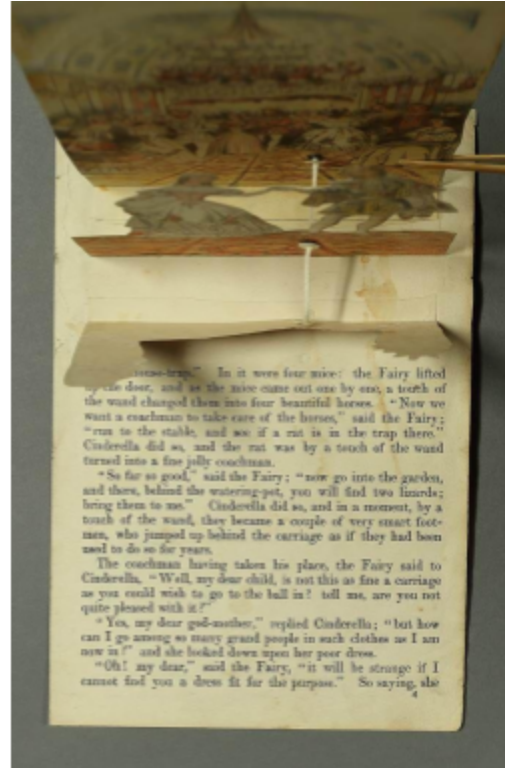 mouse-trap." In it were four mice: the Fairy lifted
up the door, and as the mice came out one by one, a touch of
the wand changed them into four beautiful horses. "Now we
want a coachman to take care of the horses," said the Fairy;
"run to the stable, and see if a rat is in the trap there."
Cinderella did so, and the rat was by a touch of the wand
turned into a fine jolly coachman.
"So far so good," said the Fairy; "now go into the garden,
and there, behind the watering-pot, you will find two lizards;
bring them to me." Cinderella did so, and in a moment, by a
touch of the wand, they became a couple of very smart foot-
men, who jumped up behind the carriage as if they had been
used to do so for years.
The coachman having taken his place, the Fairy said to
Cinderella, "Well, my dear child, is not this as fine a carriage
as you could wish to go to the ball in? tell me, are you not
quite pleased with it?"
"Yes, my dear god-mother," replied Cinderella; "but how
can I go among so many grand people in such clothes as I am
now in?" and she looked down upon her poor dress.
"Oh! my dear," said the Fairy, "it will be strange if I
cannot find you a dress fit for the purpose." So saying, she
4